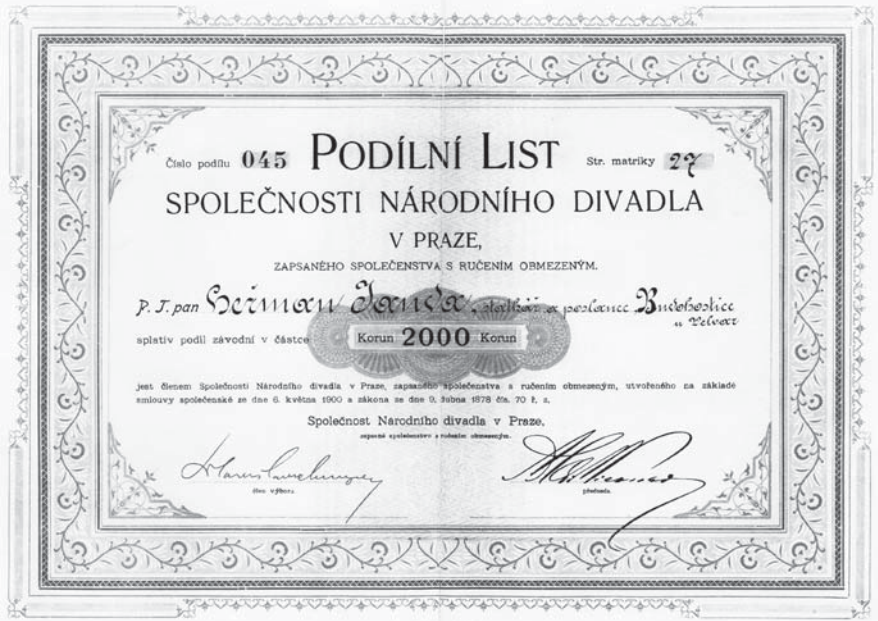 Číslo podílu 045 PODÍLNÍ LIST Str. matriky 27
SPOLEČNOSTI NÁRODNÍHO DIVADLA
V PRAZE,
ZAPSANÉHO SPOLEČENSTVA S RUČENÍM OBMEZENÝM.
P. T. pan Heřman Janda, statkář a poslanec Budohostice
u Velvar
splativ podíl závodní v částce Korun 2000 Korun
jest členem Společnosti Národního divadla v Praze, zapsaného společenstva s ručením obmezeným, utvořeného na základě
smlouvy společenské ze dne 6. května 1900 a zákona ze dne 9. dubna 1878 čís. 70 ř. z.
Společnost Národního divadla v Praze,
zapsané společenstvo s ručením obmezeným.
člen výboru. předseda.